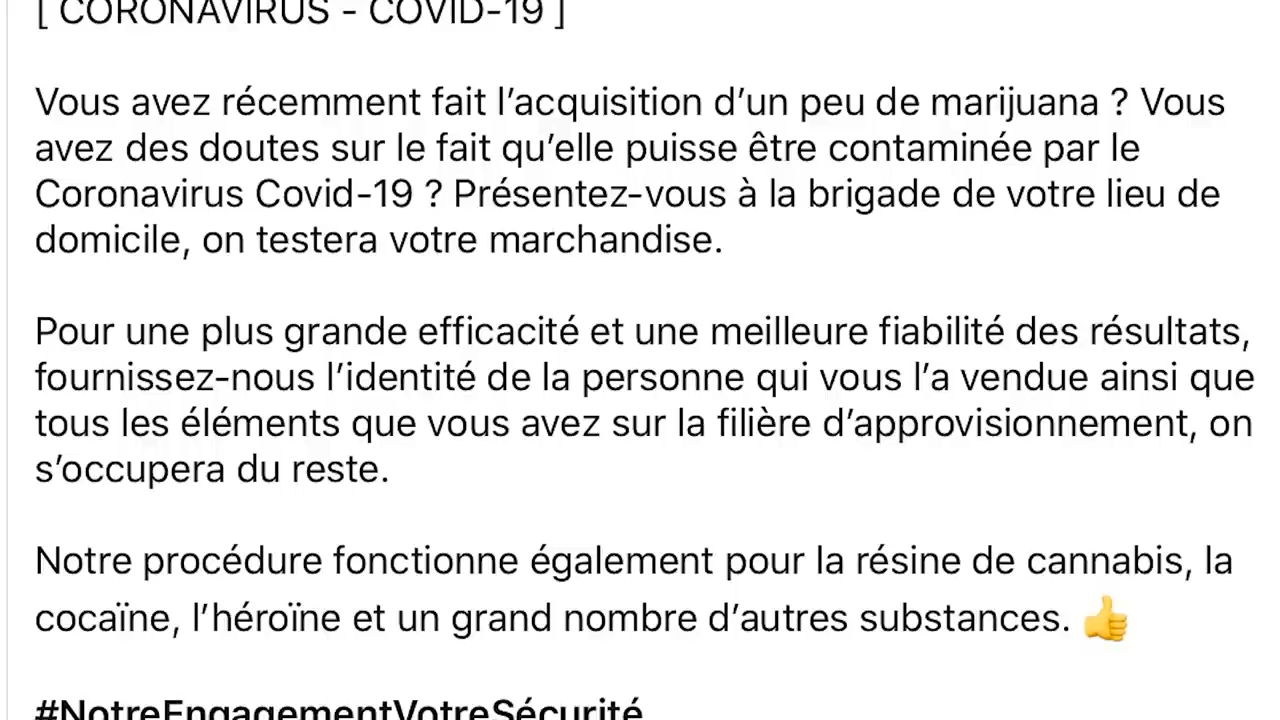 [ CORONAVIRUS - COVID-19 ]
Vous avez récemment fait l’acquisition d’un peu de marijuana ? Vous
avez des doutes sur le fait qu’elle puisse être contaminée par le
Coronavirus Covid-19 ? Présentez-vous à la brigade de votre lieu de
domicile, on testera votre marchandise.
Pour une plus grande efficacité et une meilleure fiabilité des résultats,
fournissez-nous l’identité de la personne qui vous l’a vendue ainsi que
tous les éléments que vous avez sur la filière d’approvisionnement, on
s’occupera du reste.
Notre procédure fonctionne également pour la résine de cannabis, la
cocaïne, l’héroïne et un grand nombre d’autres substances. 👍
#NotreEngagementVotreSécurité